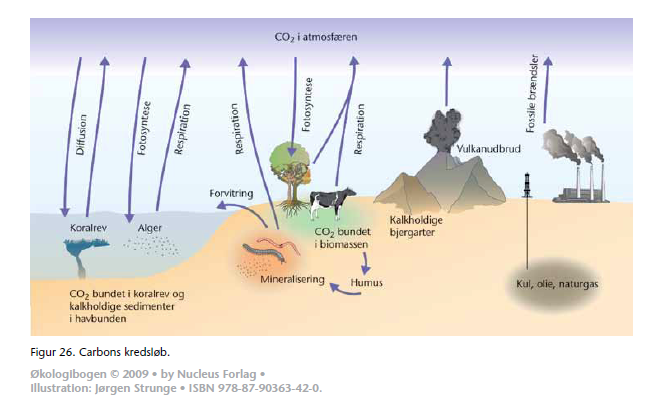 CO₂ i atmosfæren
Diffusion
Fotosyntese
Respiration
Respiration
Fotosyntese
Respiration
Fossile brændsler
Vulkanudbrud
Forvitring
Koralrev
Alger
CO₂ bundet
i biomassen
Kalkholdige
bjergarter
Mineralisering
Humus
Kul, olie, naturgas
CO₂ bundet i koralrev og
kalkholdige sedimenter
i havbunden
Figur 26. Carbons kredsløb.
Økologibogen © 2009 • by Nucleus Forlag •
Illustration: Jørgen Strunge • ISBN 978-87-90363-42-0.